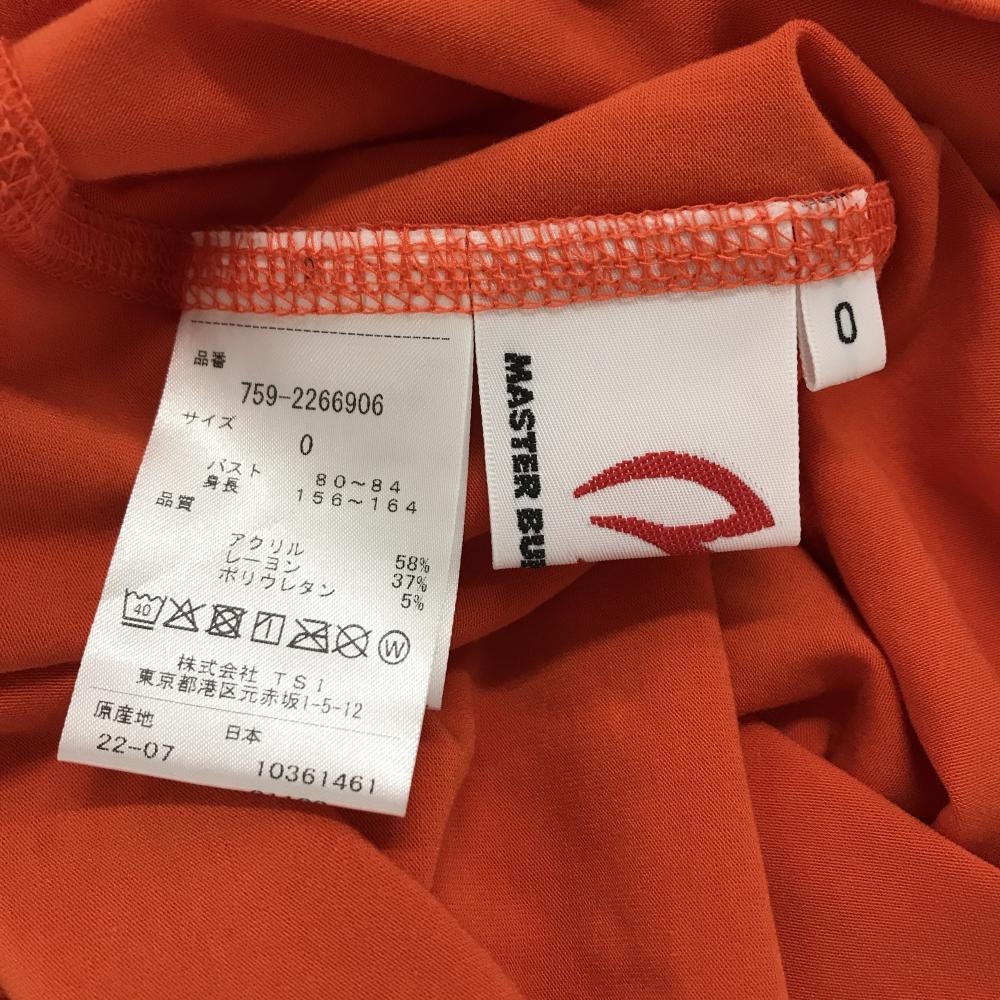 品番
759-2266906
サイズ
0
バスト 80～84
身長 156～164
品質
アクリル 58%
レーヨン 37%
ポリウレタン 5%
40
W
株式会社 TSI
東京都港区元赤坂1-5-12
原産地 日本
22-07
10361461
MASTER
0